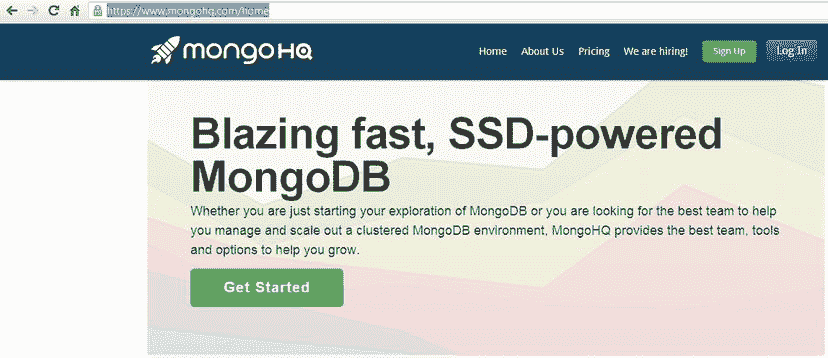 https://www.mongohq.com/home
mongoHQ
Home About Us Pricing We are hiring! Sign Up Log In
Blazing fast, SSD-powered
MongoDB
Whether you are just starting your exploration of MongoDB or you are looking for the best team to help
you manage and scale out a clustered MongoDB environment, MongoHQ provides the best team, tools
and options to help you grow.
Get Started